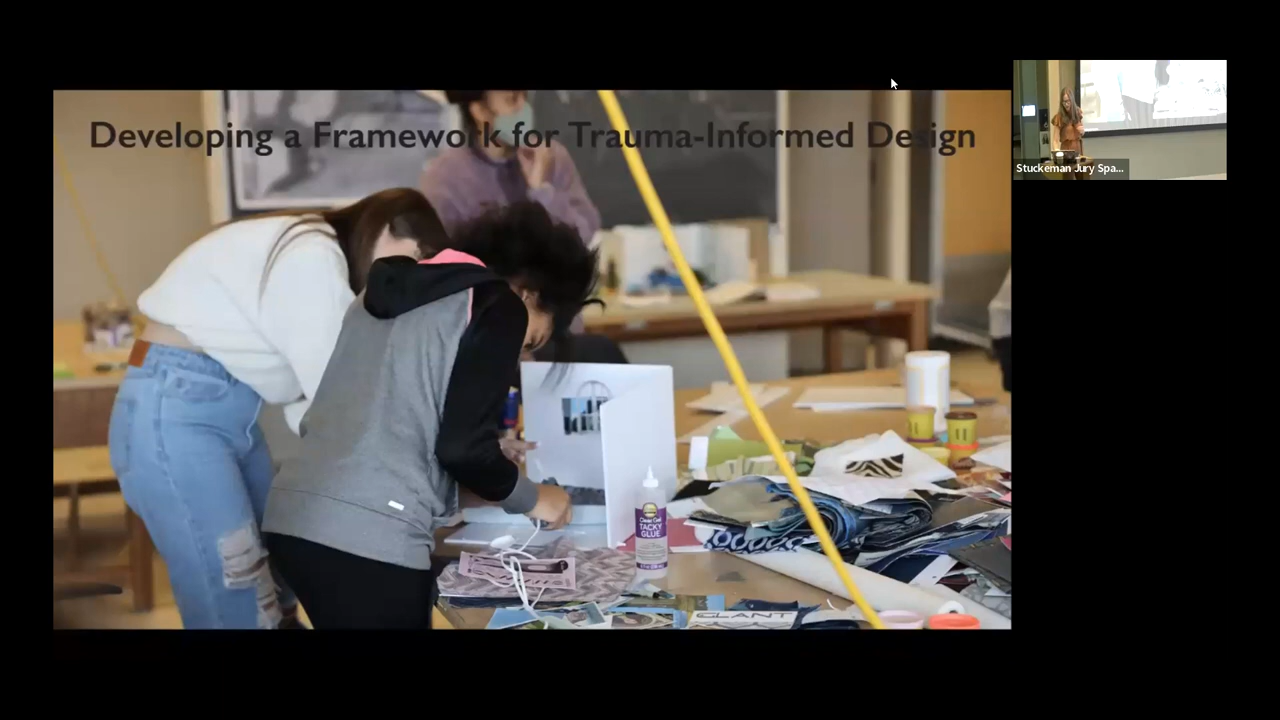 Developing a Framework for Trauma-Informed Design
Stuckeman Jury Spa...
TACKY
GLUE